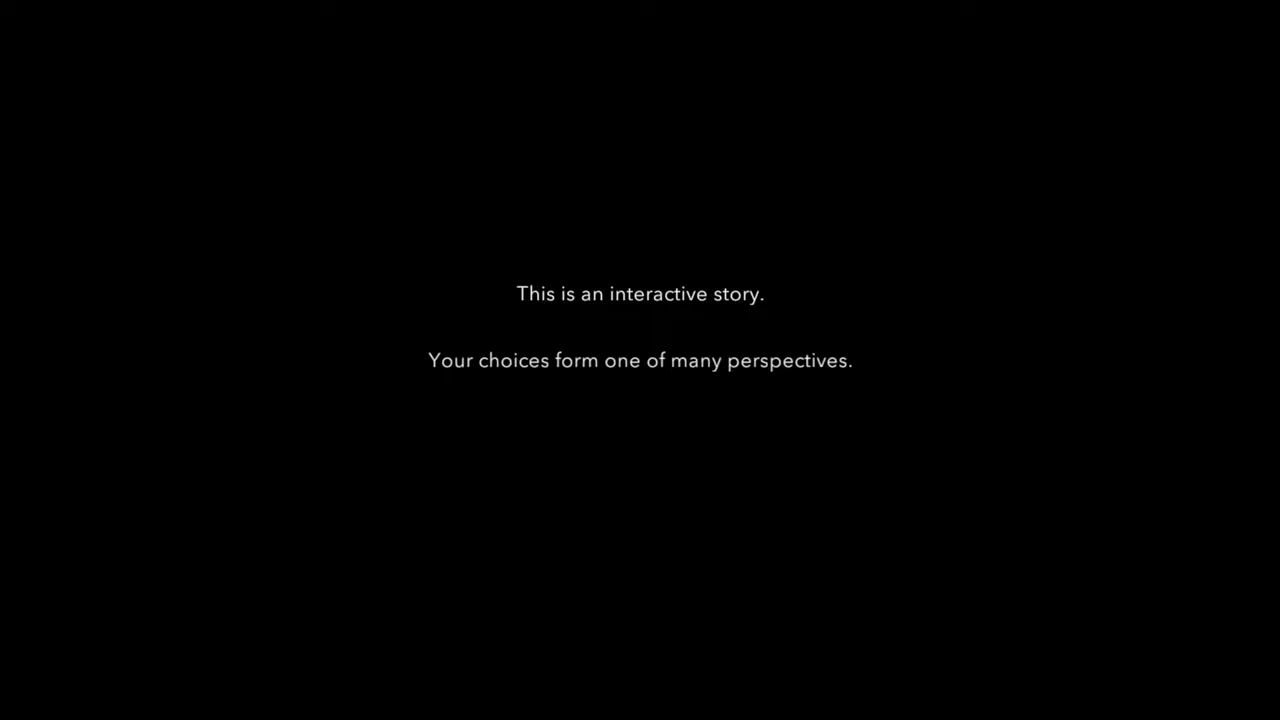 This is an interactive story.
Your choices form one of many perspectives.